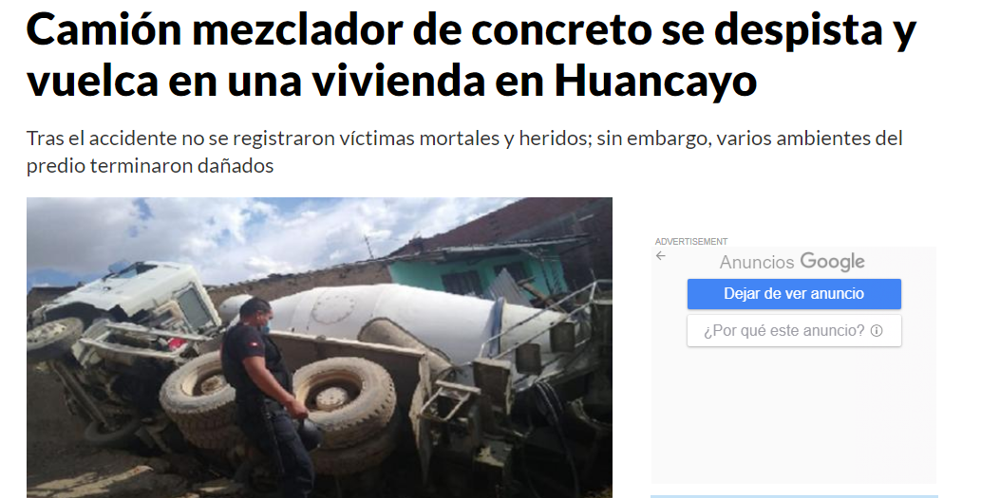 Camión mezclador de concreto se despista y
vuelca en una vivienda en Huancayo
Tras el accidente no se registraron víctimas mortales y heridos; sin embargo, varios ambientes del
predio terminaron dañados
ADVERTISEMENT
Anuncios Google
Dejar de ver anuncio
¿Por qué este anuncio?